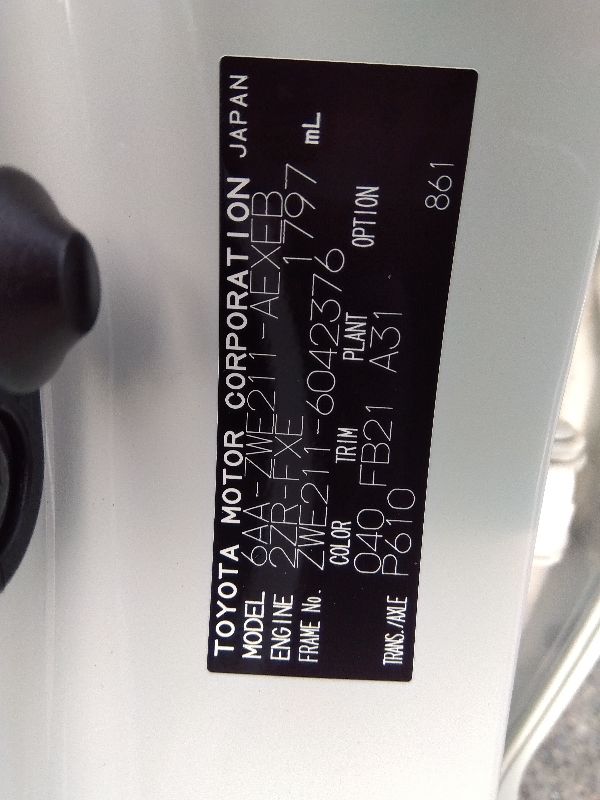 TOYOTA MOTOR CORPORATION JAPAN
MODEL 6AA-ZWE211-AEXEB
ENGINE 2ZR-FXE 1797 mL
FRAME No. ZWE211-6042376
COLOR TRIM PLANT OPTION
040 FB21 A31
TRANS./AXLE P610
861